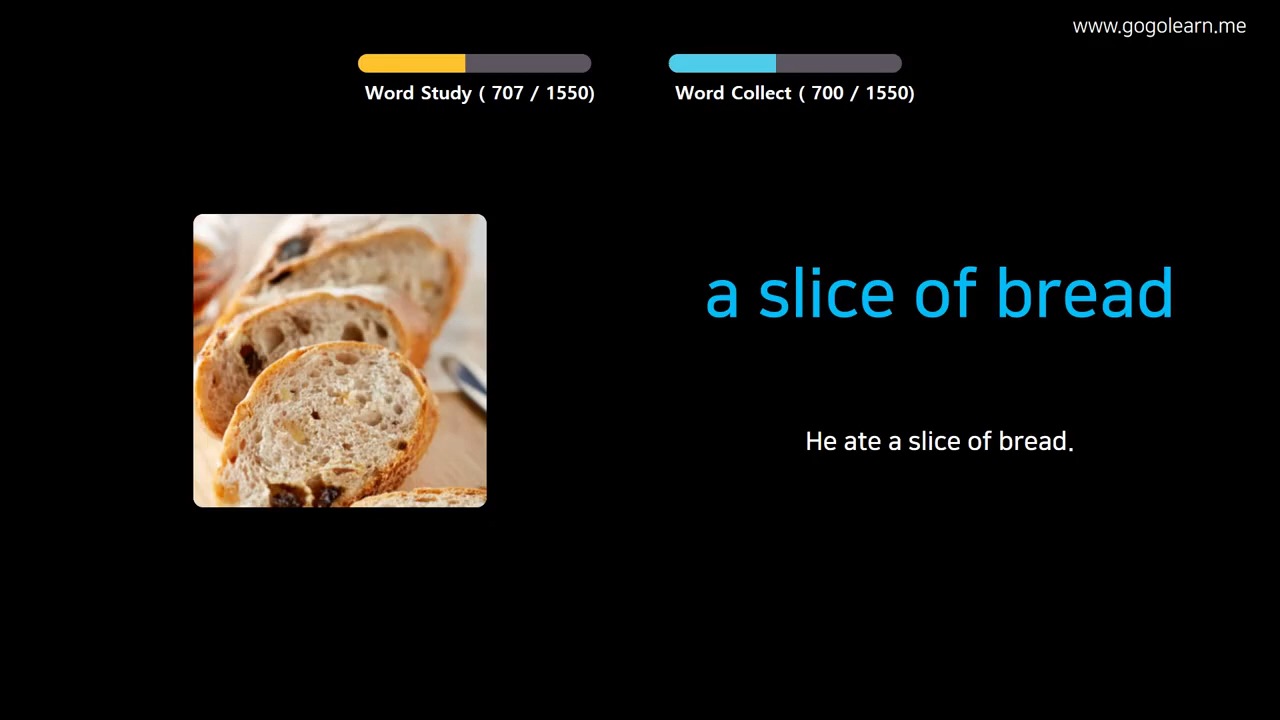 www.gogolearn.me
Word Study ( 707 / 1550)
Word Collect ( 700 / 1550)
a slice of bread
He ate a slice of bread.